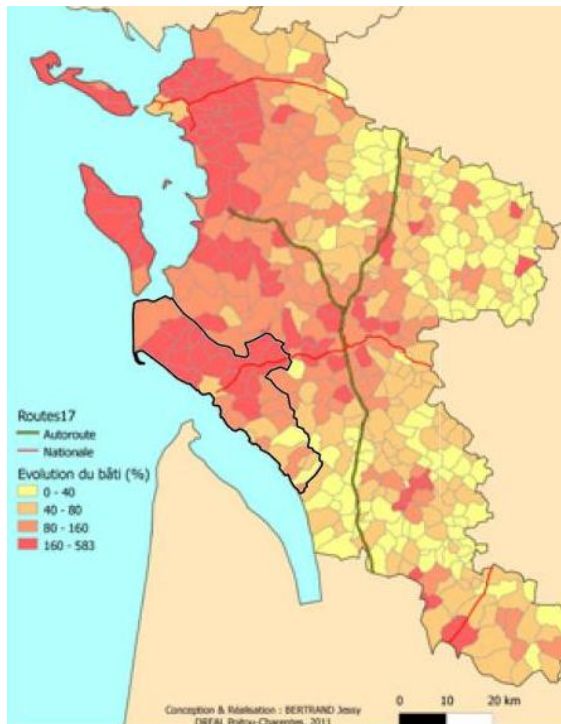 Routes17
Autoroute
Nationale
Evolution du bâti (%)
0 - 40
40 - 80
80 - 160
160 - 583
Conception & Réalisation : BERTRAND Jessy
DREAL Poitou-Charentes, 2011
0 10 20 km